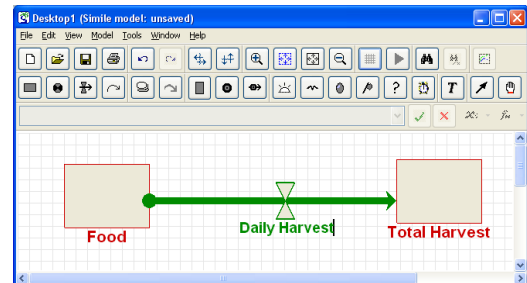 Desktop1 (Simile model: unsaved)
File Edit View Model Tools Window Help
? T
Food
Daily Harvest
Total Harvest